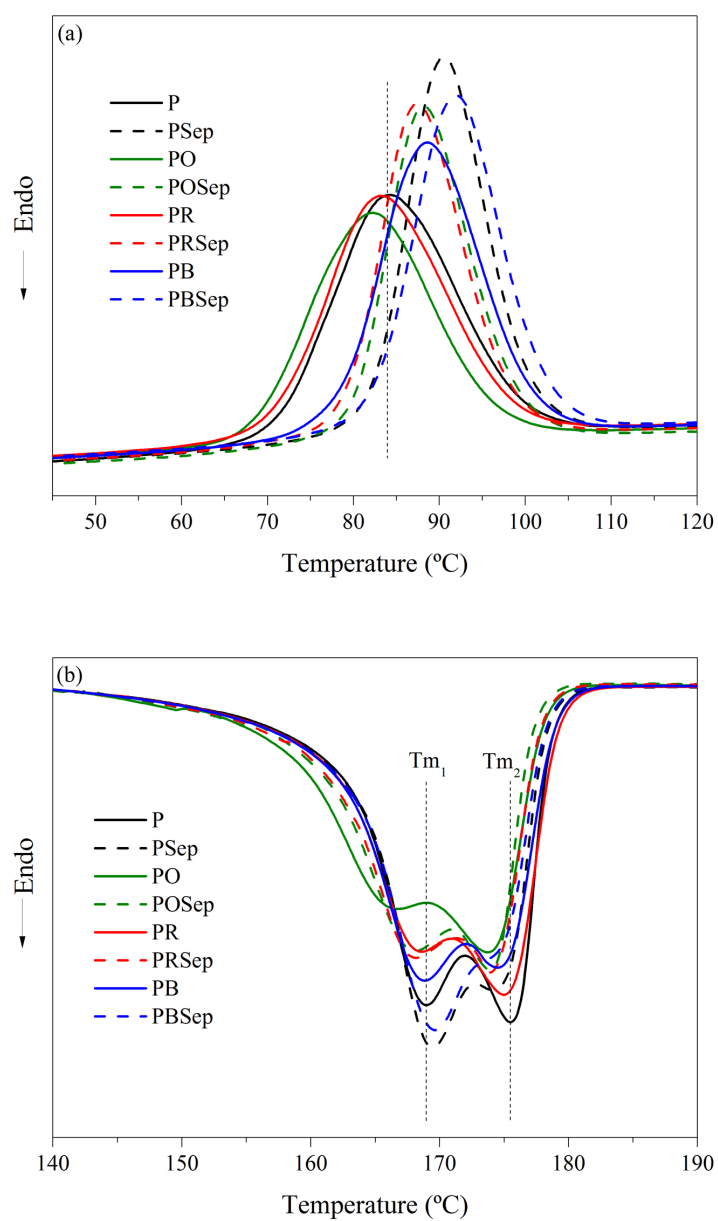 (a)
P
PSep
PO
POSep
PR
PRSep
PB
PBSep
Endo
50 60 70 80 90 100 110 120
Temperature (ºC)
(b)
Tm1 Tm2
P
PSep
PO
POSep
PR
PRSep
PB
PBSep
Endo
140 150 160 170 180 190
Temperature (ºC)